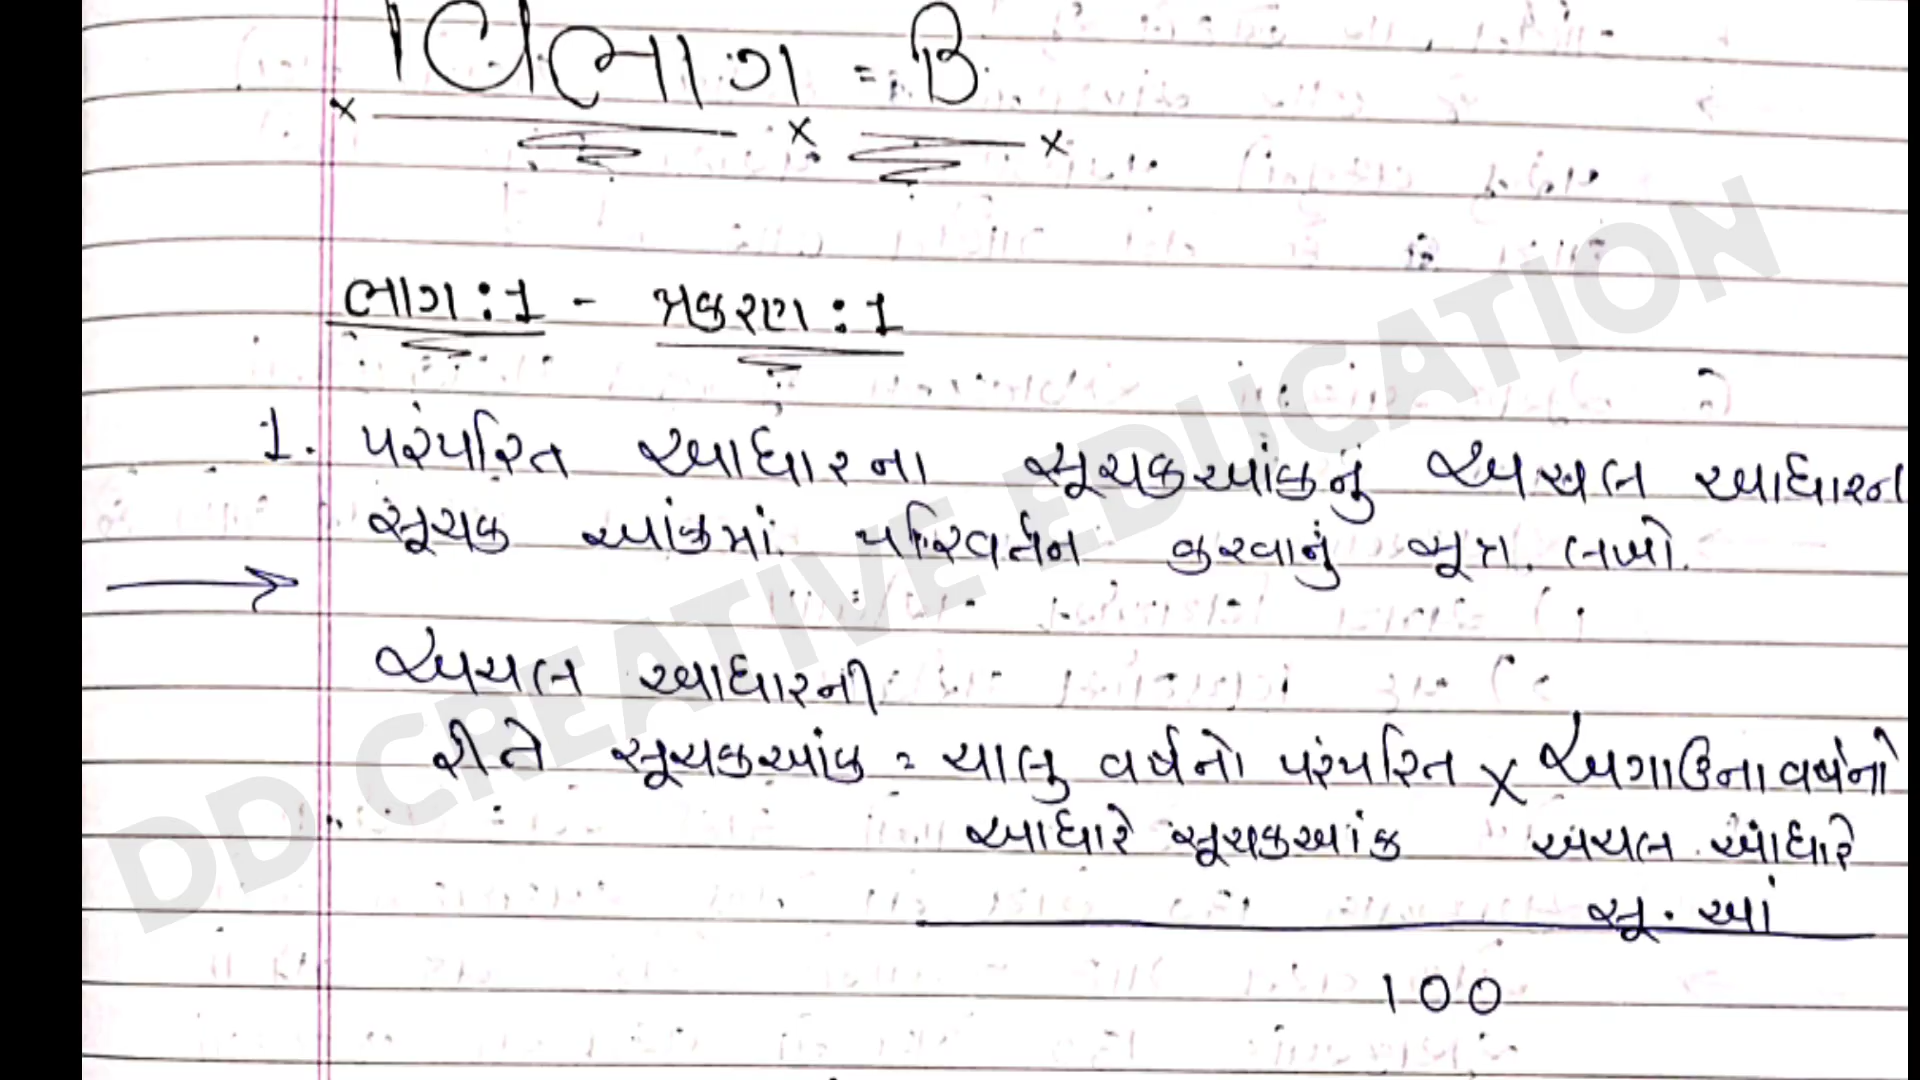 વિભાગ = B
ભાગ : 1 - પ્રકરણ : 1
1. પરંપરિત આધારના સૂચકઆંકનું અચલ આધારના
સૂચક આંકમાં પરિવર્તન કરવાનું સૂત્ર લખો.
અચલ આધારની
રીતે સૂચકઆંક = ચાલુ વર્ષનો પરંપરિત × અગાઉના વર્ષનો
આધારે સૂચકઆંક અચલ આધારે
સૂ. આં
100
DD CREATIVE EDUCATION